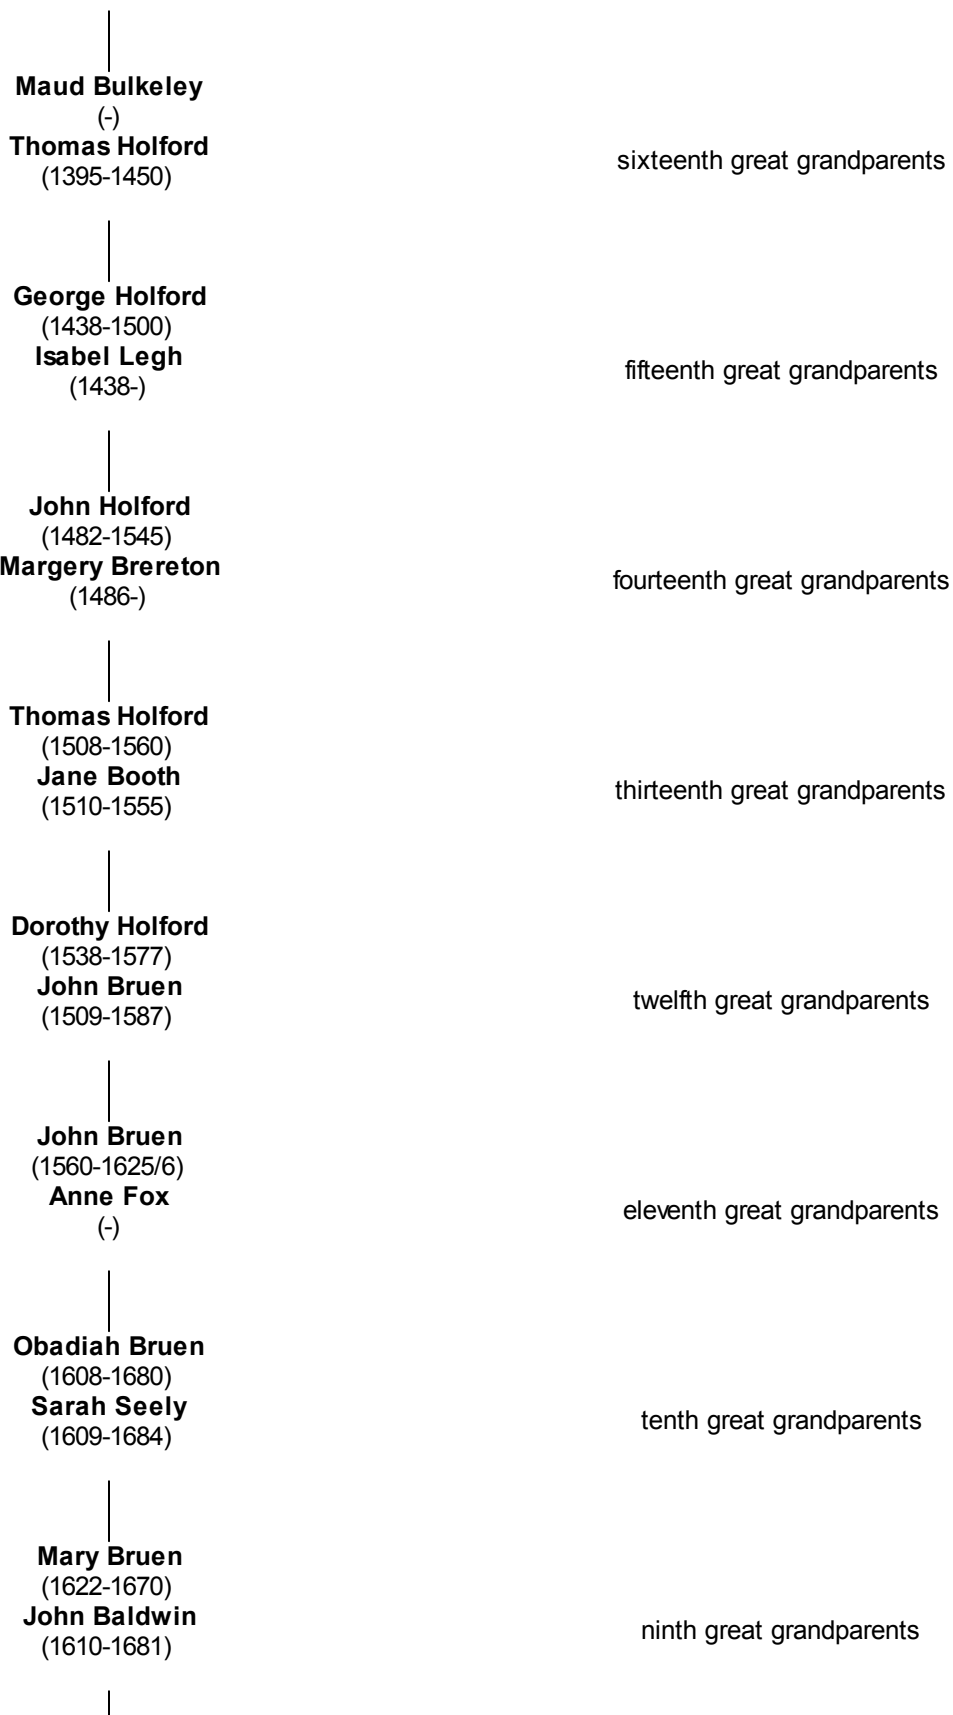 Maud Bulkeley
(-)
Thomas Holford
(1395-1450)
sixteenth great grandparents
George Holford
(1438-1500)
Isabel Legh
(1438-)
fifteenth great grandparents
John Holford
(1482-1545)
Margery Brereton
(1486-)
fourteenth great grandparents
Thomas Holford
(1508-1560)
Jane Booth
(1510-1555)
thirteenth great grandparents
Dorothy Holford
(1538-1577)
John Bruen
(1509-1587)
twelfth great grandparents
John Bruen
(1560-1625/6)
Anne Fox
(-)
eleventh great grandparents
Obadiah Bruen
(1608-1680)
Sarah Seely
(1609-1684)
tenth great grandparents
Mary Bruen
(1622-1670)
John Baldwin
(1610-1681)
ninth great grandparents